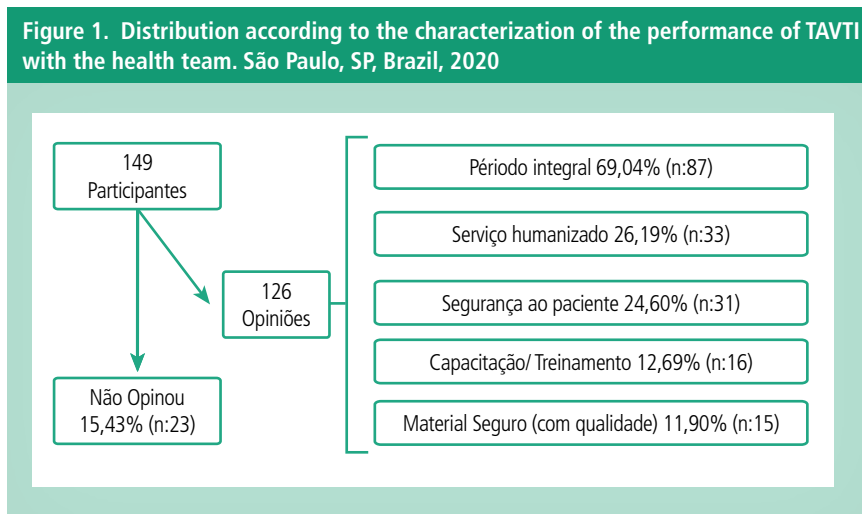 Figure 1. Distribution according to the characterization of the performance of TAVTI
with the health team. São Paulo, SP, Brazil, 2020
149
Participantes
126
Opiniões
Não Opinou
15,43% (n:23)
Périodo integral 69,04% (n:87)
Serviço humanizado 26,19% (n:33)
Segurança ao paciente 24,60% (n:31)
Capacitação/ Treinamento 12,69% (n:16)
Material Seguro (com qualidade) 11,90% (n:15)